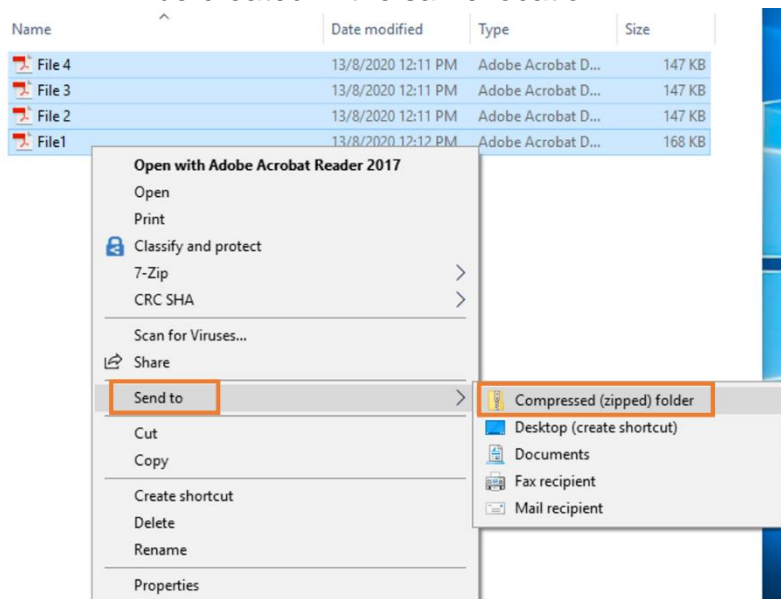 Name Date modified Type Size
File 4 13/8/2020 12:11 PM Adobe Acrobat D... 147 KB
File 3 13/8/2020 12:11 PM Adobe Acrobat D... 147 KB
File 2 13/8/2020 12:11 PM Adobe Acrobat D... 147 KB
File1 13/8/2020 12:12 PM Adobe Acrobat D... 168 KB
Open with Adobe Acrobat Reader 2017
Open
Print
Classify and protect
7-Zip
CRC SHA
Scan for Viruses...
Share
Send to
Cut
Copy
Create shortcut
Delete
Rename
Properties
Compressed (zipped) folder
Desktop (create shortcut)
Documents
Fax recipient
Mail recipient